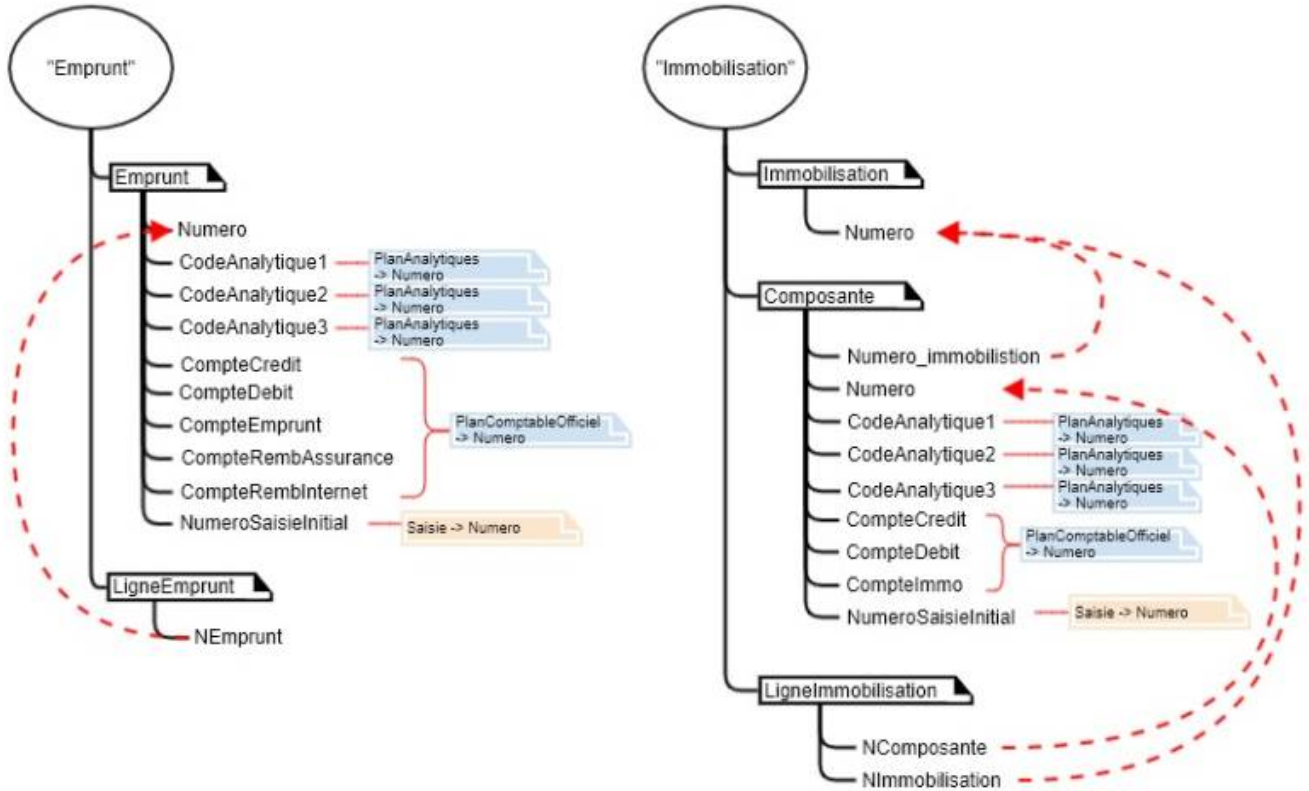 "Emprunt"
Emprunt
Numero
CodeAnalytique1
PlanAnalytiques
-> Numero
CodeAnalytique2
PlanAnalytiques
-> Numero
CodeAnalytique3
PlanAnalytiques
-> Numero
CompteCredit
CompteDebit
CompteEmprunt
PlanComptableOfficiel
-> Numero
CompteRembAssurance
CompteRembInternet
NumeroSaisieInitial
Saisie -> Numero
LigneEmprunt
NEmprunt
"Immobilisation"
Immobilisation
Numero
Composante
Numero_immobilistion
Numero
CodeAnalytique1
PlanAnalytiques
-> Numero
CodeAnalytique2
PlanAnalytiques
-> Numero
CodeAnalytique3
PlanAnalytiques
-> Numero
CompteCredit
CompteDebit
PlanComptableOfficiel
-> Numero
CompteImmo
NumeroSaisieInitial
Saisie -> Numero
LigneImmobilisation
NComposante
NImmobilisation